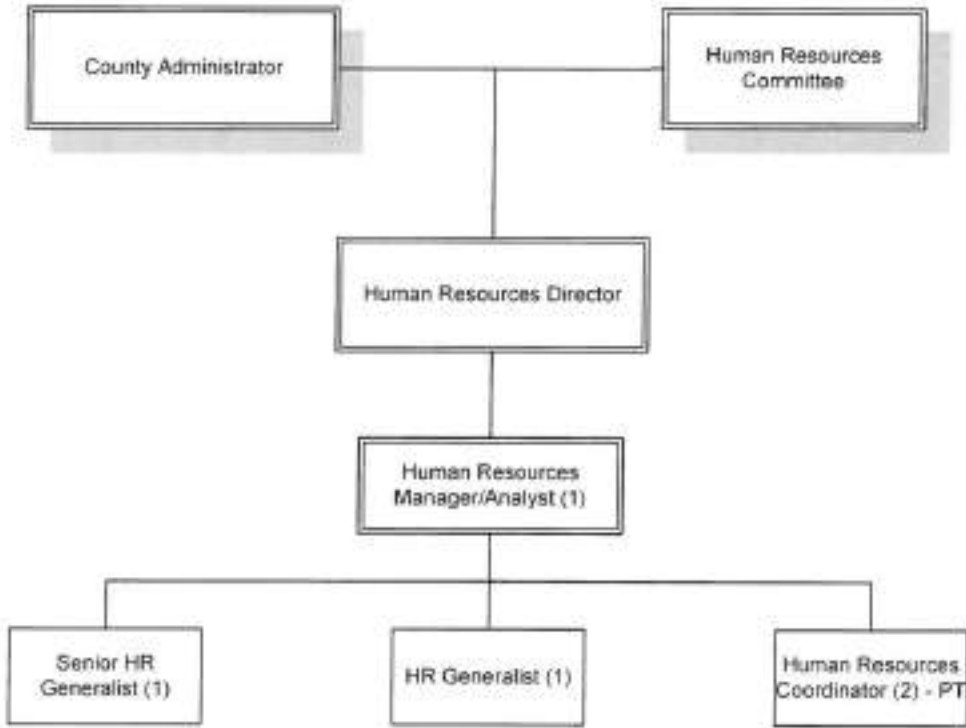 County Administrator
Human Resources
Committee
Human Resources Director
Human Resources
Manager/Analyst (1)
Senior HR
Generalist (1)
HR Generalist (1)
Human Resources
Coordinator (2) - PT